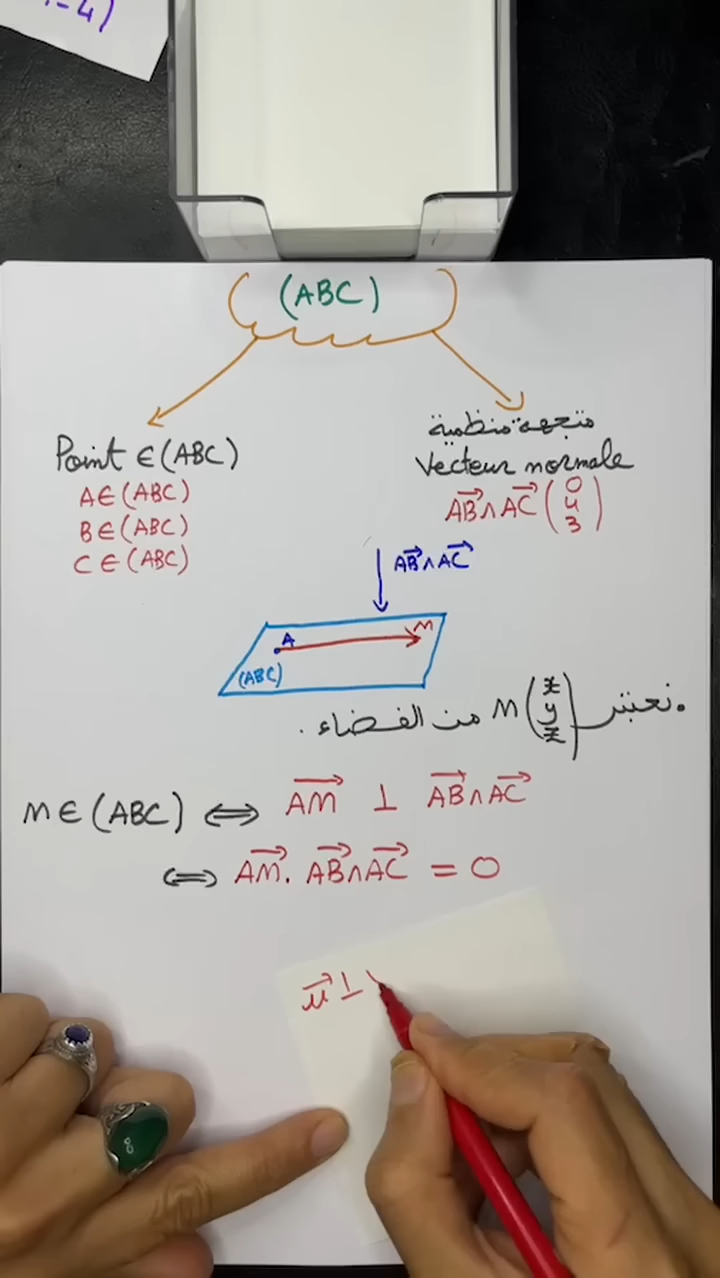 -4)
(ABC)
Point ∈ (ABC)
A ∈ (ABC)
B ∈ (ABC)
C ∈ (ABC)
متجهة منظمية
Vecteur normale
AB⃗ ∧ AC⃗ (0 4 3)
AB⃗ ∧ AC⃗
A M
(ABC)
نعتبر M (x y z) من الفضاء.
M ∈ (ABC) ⇔ AM⃗ ⊥ AB⃗ ∧ AC⃗
⇔ AM⃗ . AB⃗ ∧ AC⃗ = 0
u⃗ ⊥